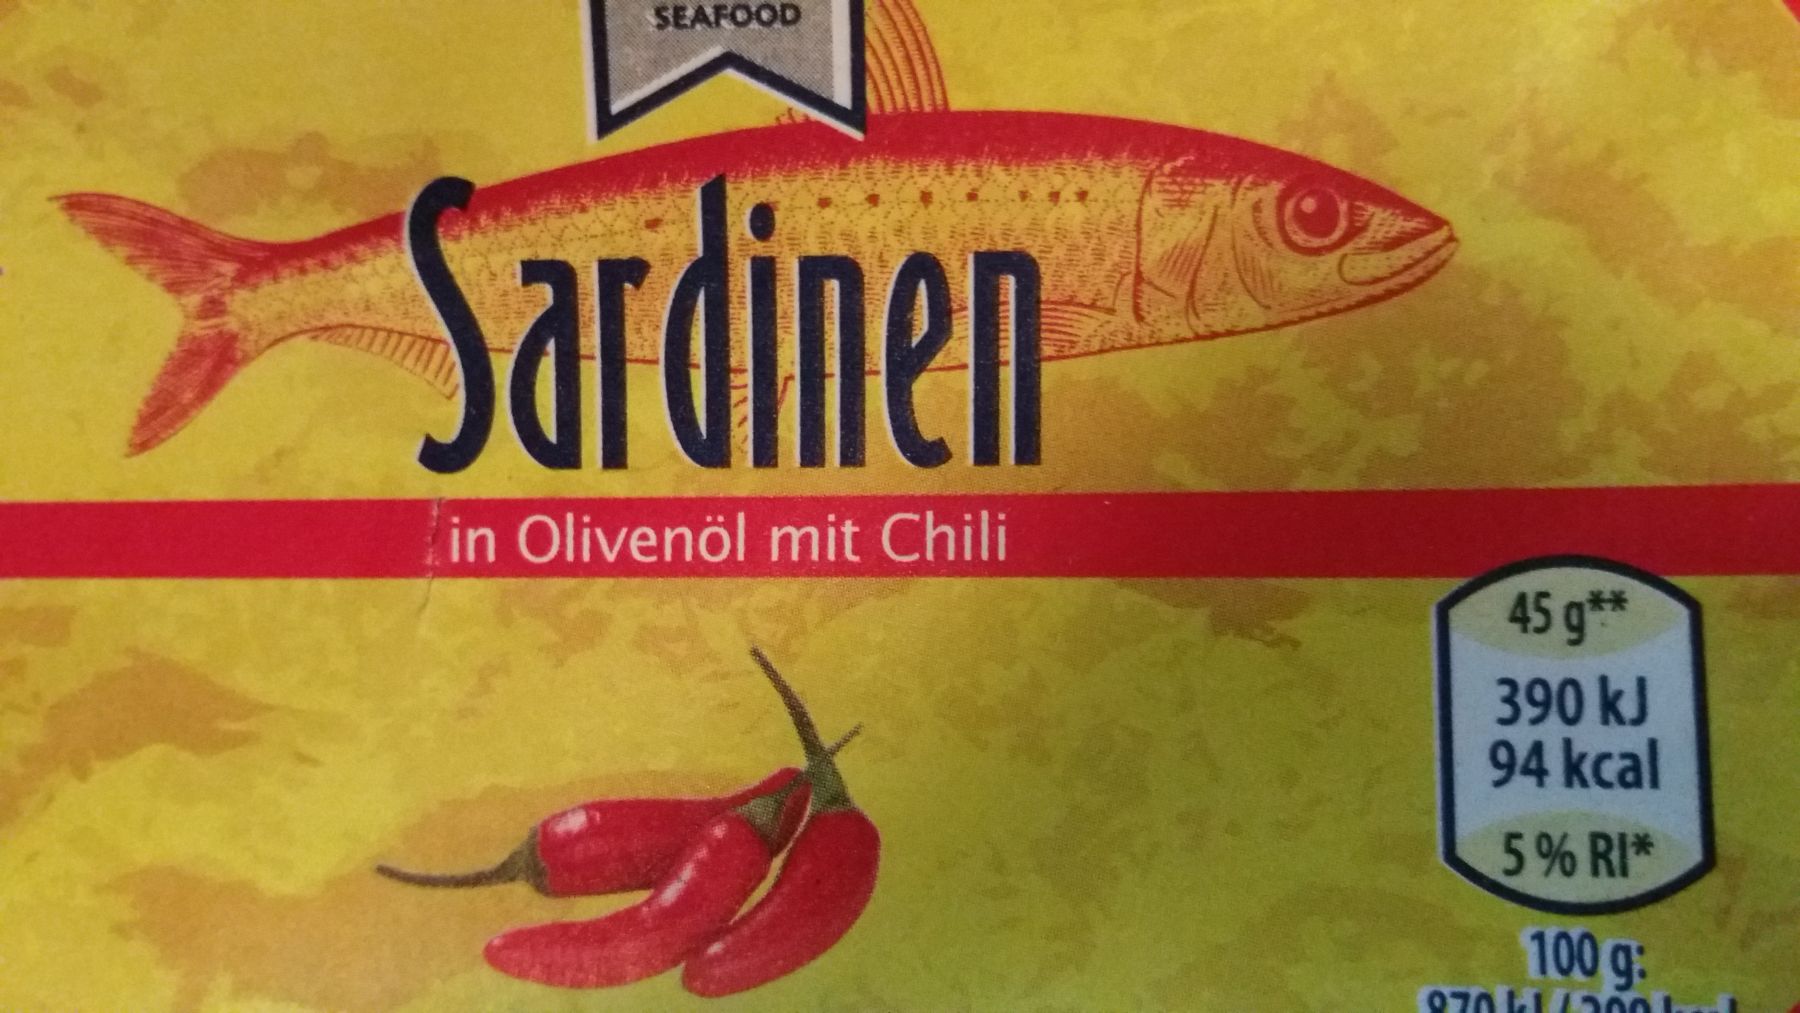 SEAFOOD
Sardinen
in Olivenöl mit Chili
45 g**
390 kJ
94 kcal
5 % RI*
100 g: